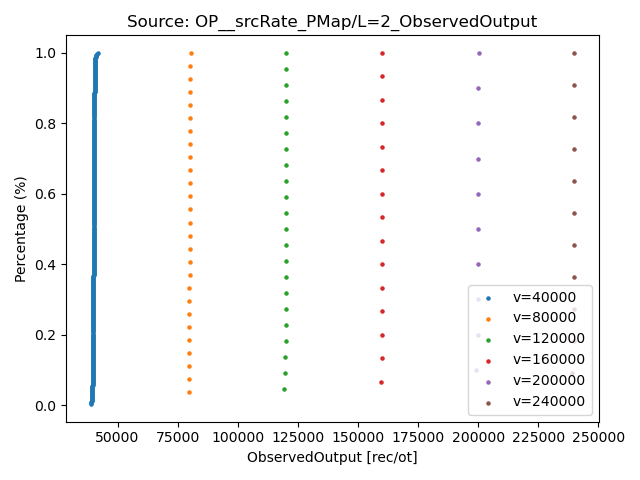 Source: OP__srcRate_PMap/L=2_ObservedOutput
Percentage (%)
1.0
0.8
0.6
0.4
0.2
0.0
v=40000
v=80000
v=120000
v=160000
v=200000
v=240000
50000 75000 100000 125000 150000 175000 200000 225000 250000
ObservedOutput [rec/ot]